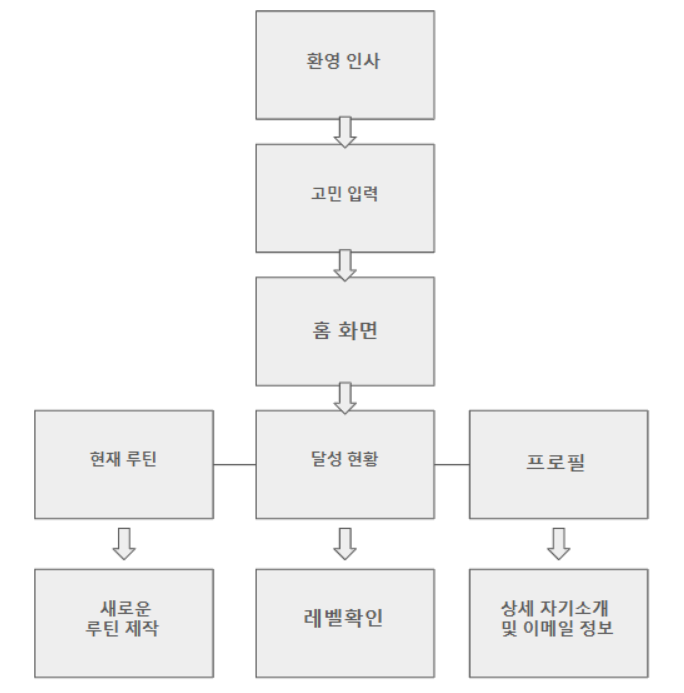 환영 인사
고민 입력
홈 화면
현재 루틴
달성 현황
프로필
새로운
루틴 제작
레벨확인
상세 자기소개
및 이메일 정보